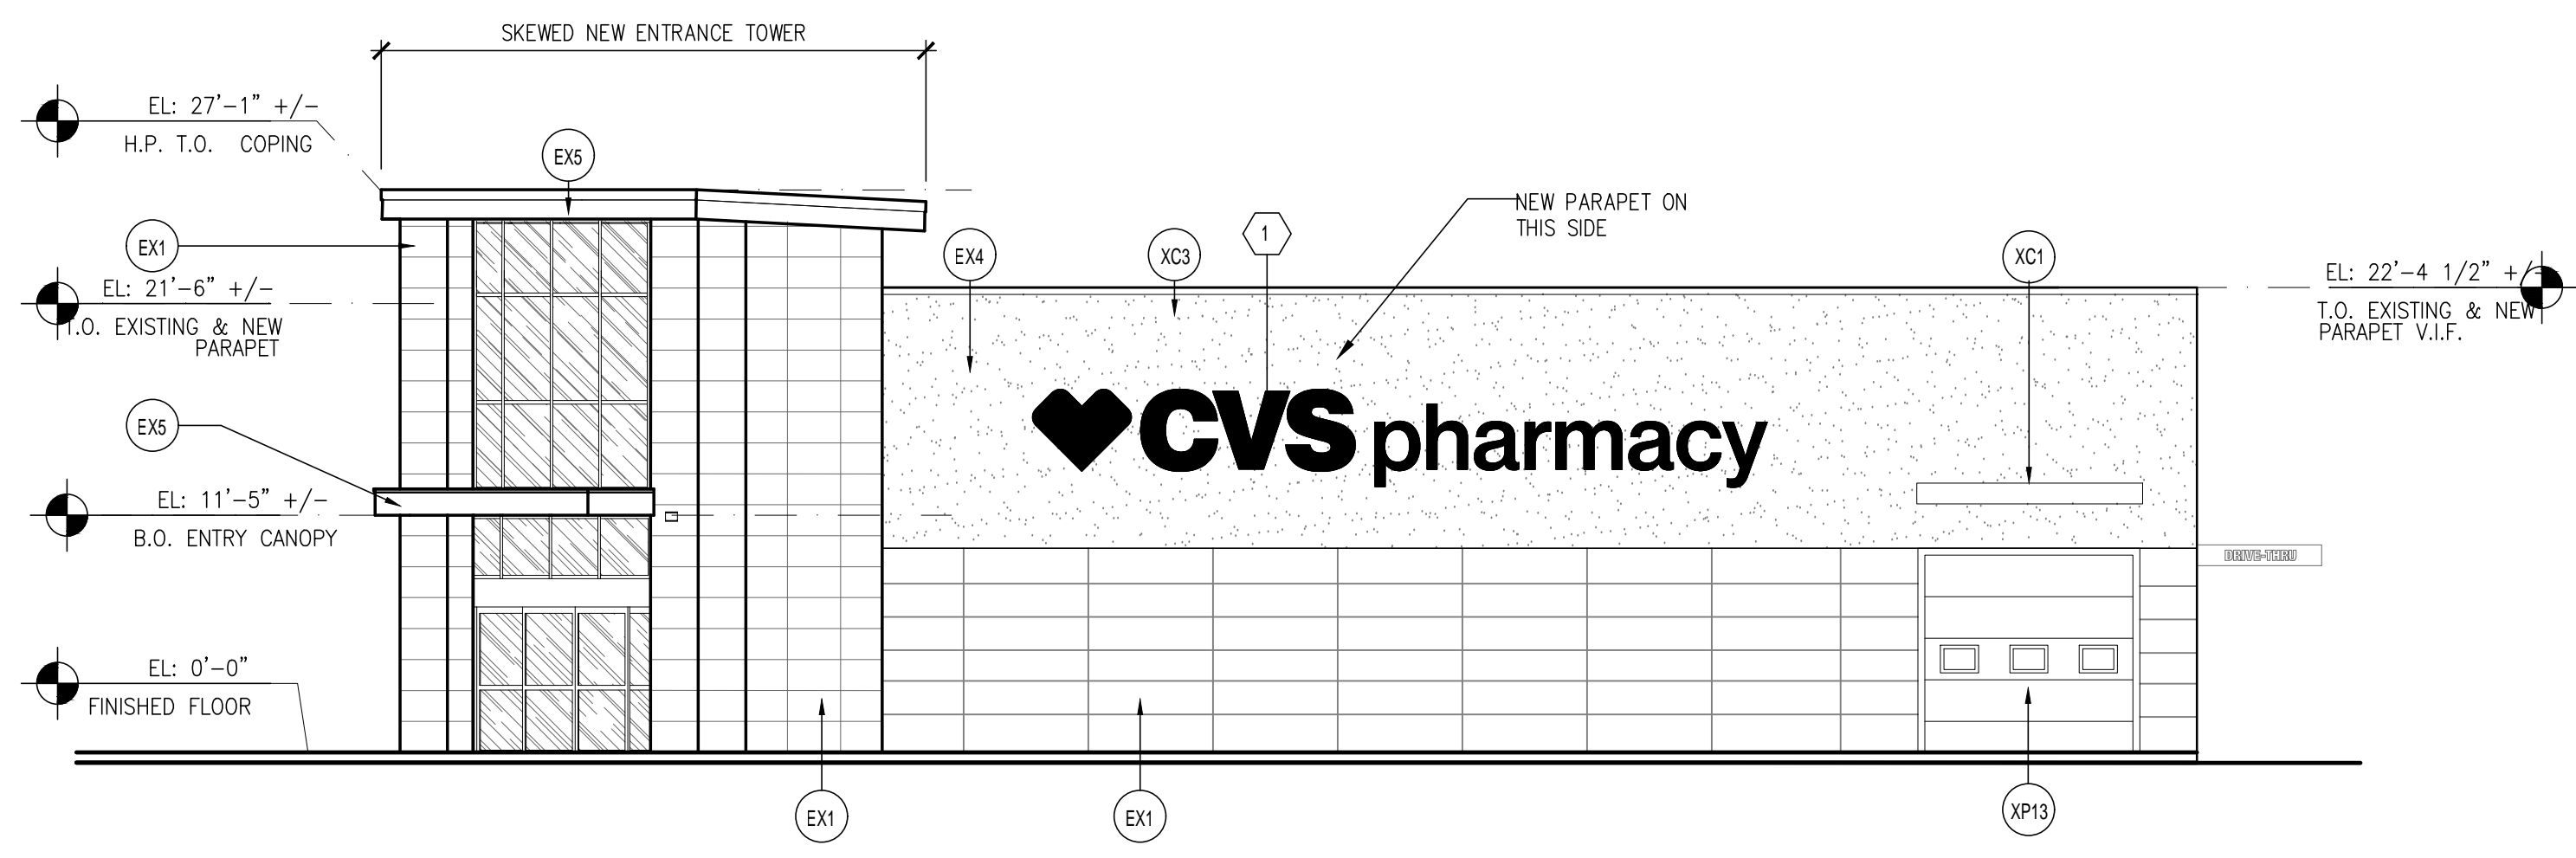 SKEWED NEW ENTRANCE TOWER
EL: 27'-1" +/-
H.P. T.O. COPING
EX5
NEW PARAPET ON
THIS SIDE
1
EX1
EX4
XC3
XC1
EL: 21'-6" +/-
T.O. EXISTING & NEW
PARAPET
EL: 22'-4 1/2" +/-
T.O. EXISTING & NEW
PARAPET V.I.F.
EX5
CVS pharmacy
EL: 11'-5" +/-
B.O. ENTRY CANOPY
DRIVE-THRU
EL: 0'-0"
FINISHED FLOOR
EX1
EX1
XP13